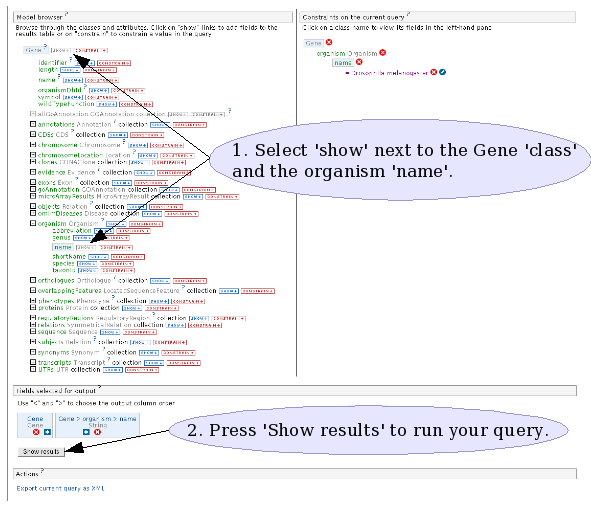 Model browser ?
Browse through the classes and attributes. Click on "show" links to add fields to the
results table or on "constrain" to constrain a value in the query
Gene ? SHOW CONSTRAIN
identifier ? SHOW CONSTRAIN
length SHOW CONSTRAIN
name ? SHOW CONSTRAIN
organismDbId ? SHOW CONSTRAIN
symbol ? SHOW CONSTRAIN
wildTypeFunction ? SHOW CONSTRAIN
allGoAnnotation GOAnnotation collection SHOW CONSTRAIN ?
annotations Annotation ? collection SHOW CONSTRAIN
CDSs CDS ? collection SHOW CONSTRAIN
chromosome Chromosome ? SHOW CONSTRAIN
chromosomeLocation Location ? SHOW CONSTRAIN
clones CDNAClone collection SHOW CONSTRAIN
evidence Evidence ? collection SHOW CONSTRAIN
exons Exon ? collection SHOW CONSTRAIN
goAnnotation GOAnnotation collection SHOW CONSTRAIN
microArrayResults MicroArrayResult collection SHOW CONSTRAIN
objects Relation ? collection SHOW CONSTRAIN
omimDiseases Disease collection SHOW CONSTRAIN
organism Organism ? SHOW CONSTRAIN
abbreviation SHOW CONSTRAIN
genus SHOW CONSTRAIN
name ? SHOW CONSTRAIN
shortName SHOW CONSTRAIN
species SHOW CONSTRAIN
taxonId SHOW CONSTRAIN
orthologues Orthologue ? collection SHOW CONSTRAIN
overlappingFeatures LocatedSequenceFeature ? collection SHOW CONSTRAIN
phenotypes Phenotype ? collection SHOW CONSTRAIN
proteins Protein collection SHOW CONSTRAIN
regulatoryRegions RegulatoryRegion ? collection SHOW CONSTRAIN
relations SymmetricalRelation collection SHOW CONSTRAIN
sequence Sequence SHOW CONSTRAIN
subjects Relation ? collection SHOW CONSTRAIN
synonyms Synonym ? collection SHOW CONSTRAIN
transcripts Transcript ? collection SHOW CONSTRAIN
UTRs UTR collection SHOW CONSTRAIN
Constraints on the current query ?
Click on a class name to view its fields in the left-hand pane
Gene
organism Organism
name
= Drosophila melanogaster
1. Select 'show' next to the Gene 'class'
and the organism 'name'.
Fields selected for output ?
Use "<" and ">" to choose the output column order
Gene
Gene
Gene > organism > name
String
2. Press 'Show results' to run your query.
Show results
Actions ?
Export current query as XML